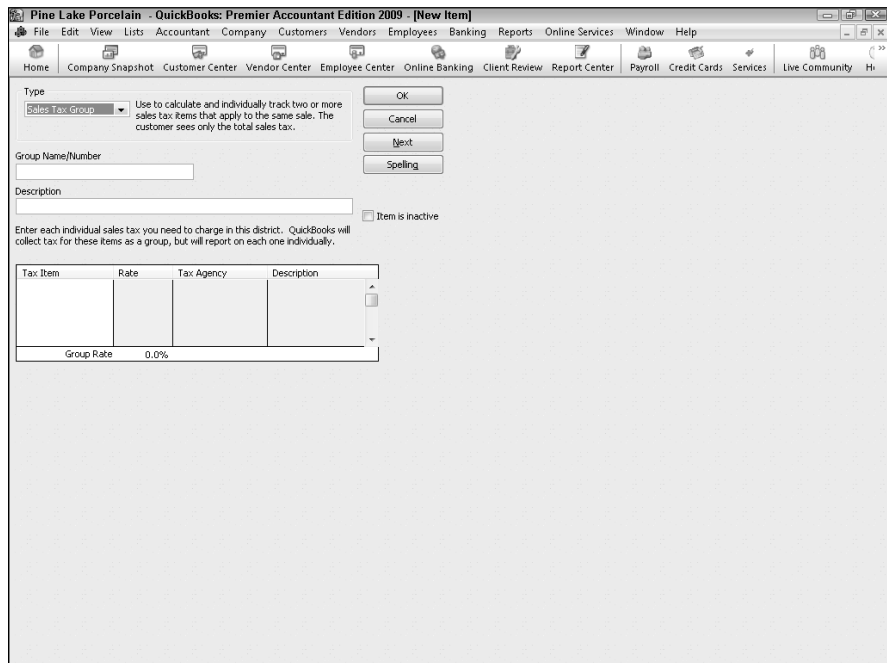 Pine Lake Porcelain - QuickBooks: Premier Accountant Edition 2009 - [New Item]
File Edit View Lists Accountant Company Customers Vendors Employees Banking Reports Online Services Window Help
Home Company Snapshot Customer Center Vendor Center Employee Center Online Banking Client Review Report Center Payroll Credit Cards Services Live Community
Type
Sales Tax Group
Use to calculate and individually track two or more
sales tax items that apply to the same sale. The
customer sees only the total sales tax.
OK
Cancel
Next
Spelling
Group Name/Number
Description
Item is inactive
Enter each individual sales tax you need to charge in this district. QuickBooks will
collect tax for these items as a group, but will report on each one individually.
Tax Item Rate Tax Agency Description
Group Rate 0.0%